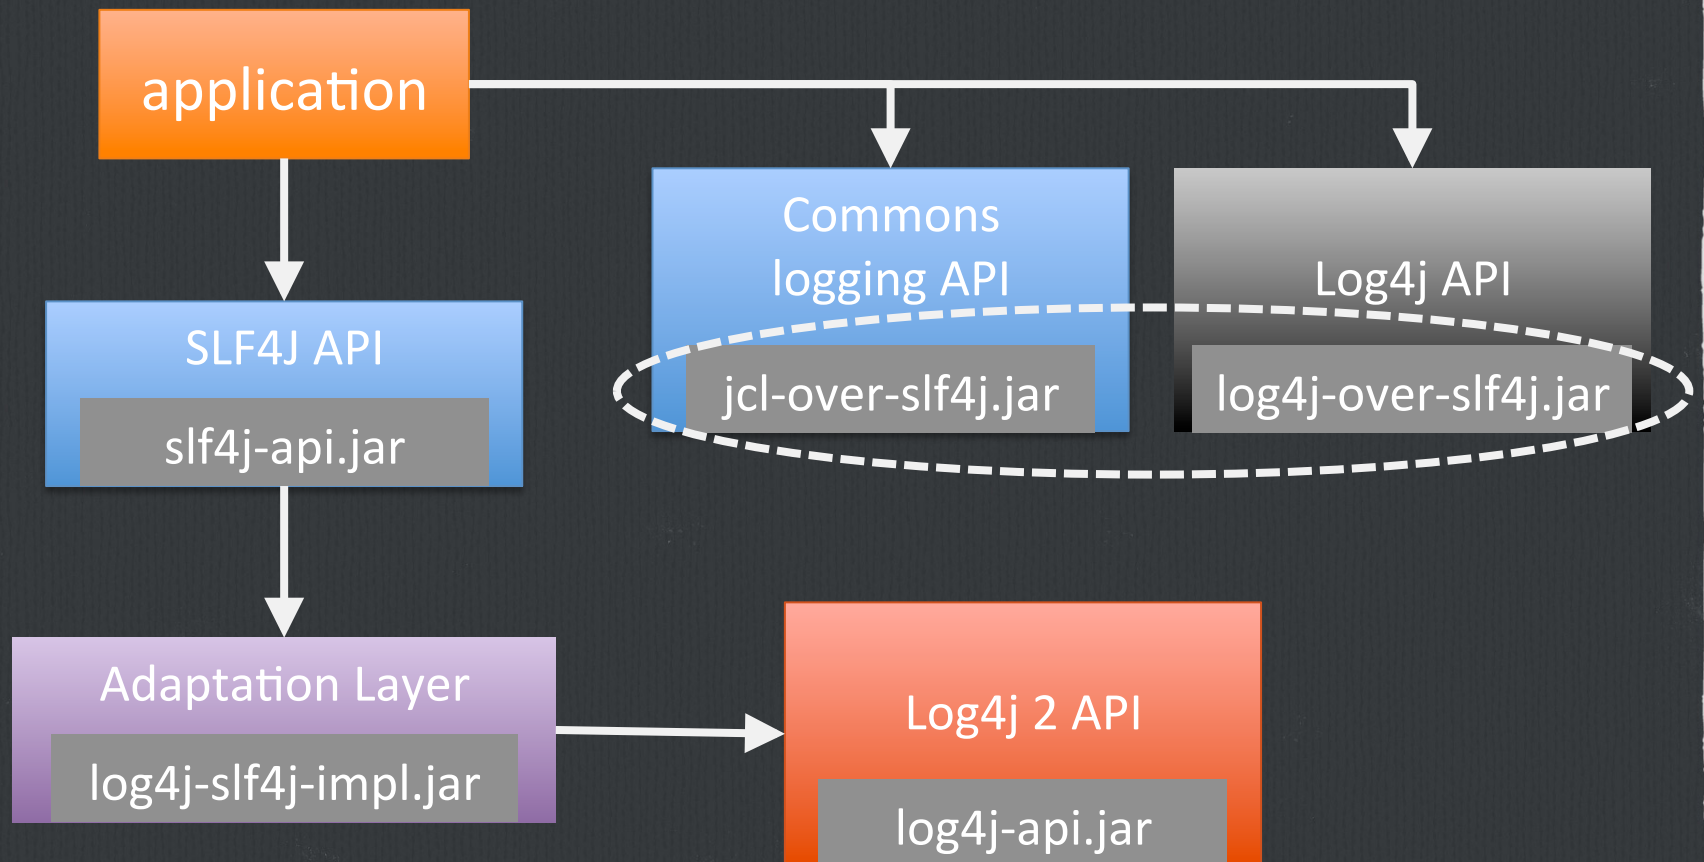 application
Commons
logging API
jcl-over-slf4j.jar
Log4j API
log4j-over-slf4j.jar
SLF4J API
slf4j-api.jar
Adaptation Layer
log4j-slf4j-impl.jar
Log4j 2 API
log4j-api.jar